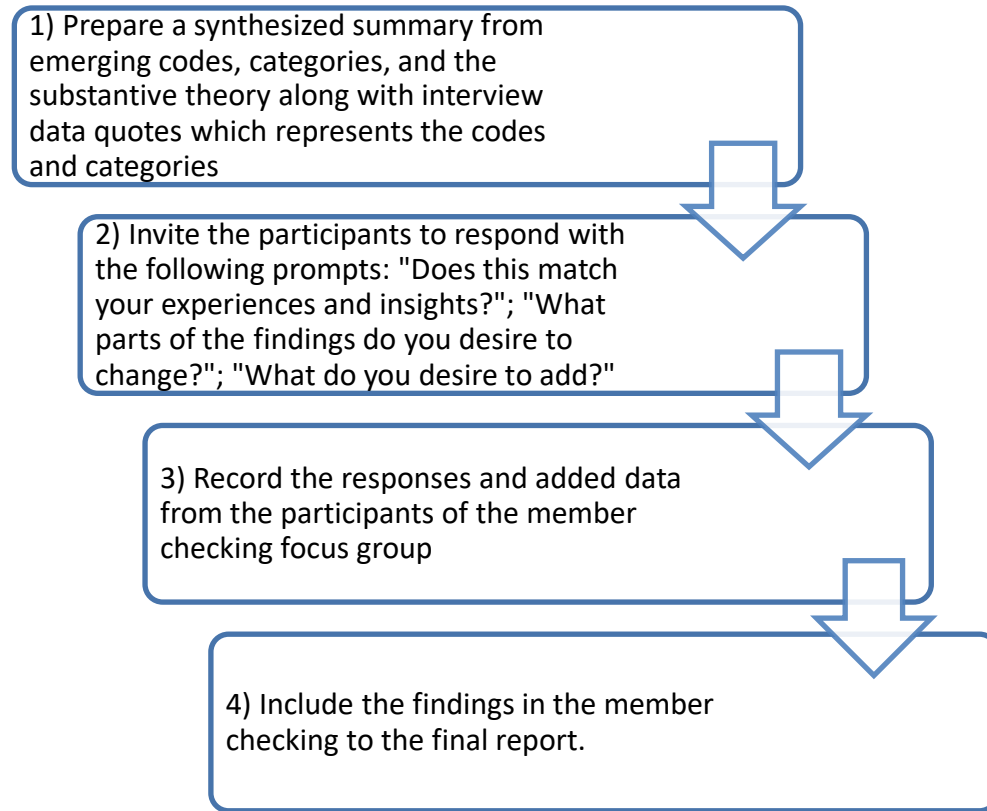 1) Prepare a synthesized summary from
emerging codes, categories, and the
substantive theory along with interview
data quotes which represents the codes
and categories
2) Invite the participants to respond with
the following prompts: "Does this match
your experiences and insights?"; "What
parts of the findings do you desire to
change?"; "What do you desire to add?"
3) Record the responses and added data
from the participants of the member
checking focus group
4) Include the findings in the member
checking to the final report.